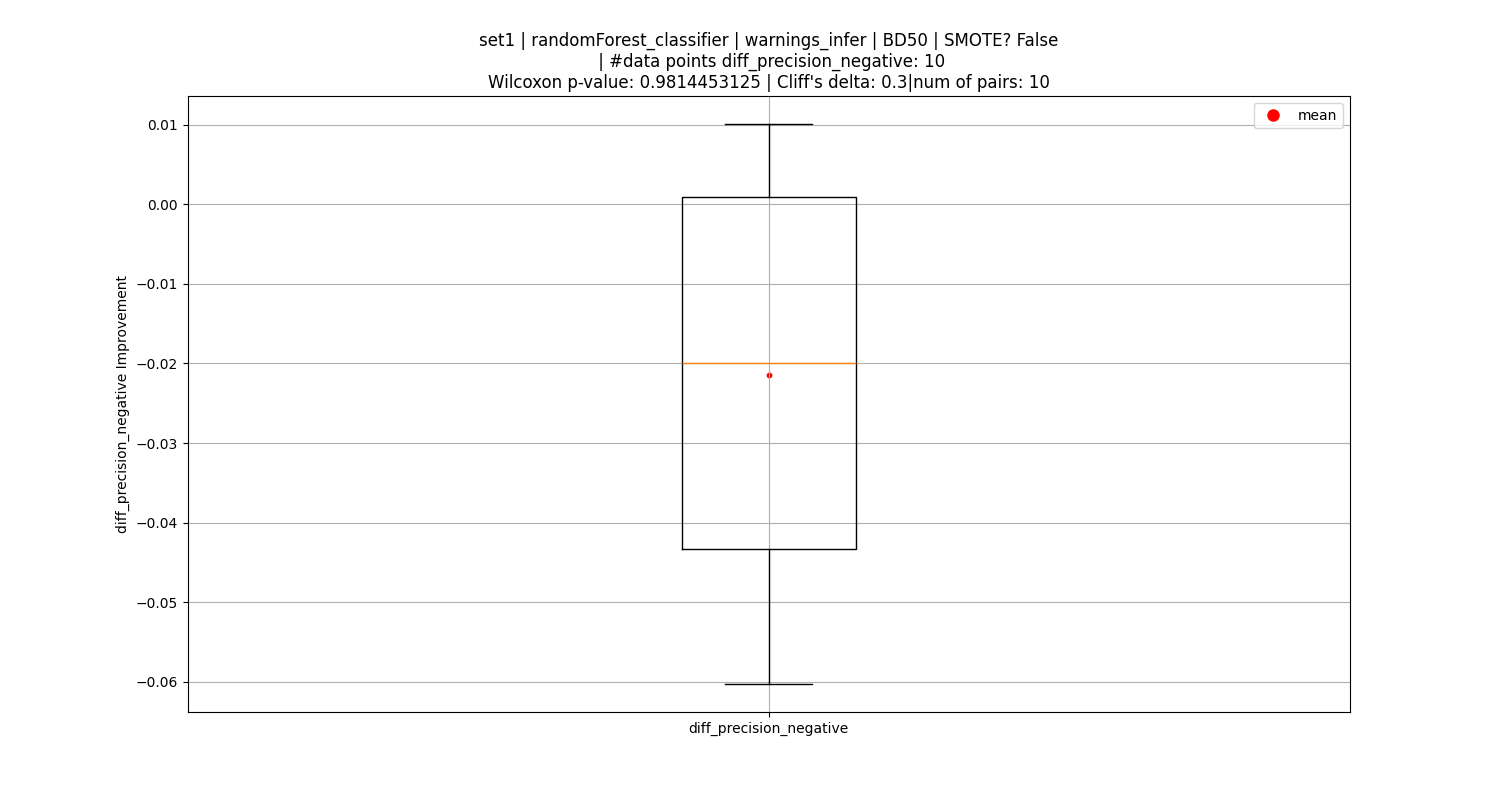 set1 | randomForest_classifier | warnings_infer | BD50 | SMOTE? False
| #data points diff_precision_negative: 10
Wilcoxon p-value: 0.9814453125 | Cliff's delta: 0.3|num of pairs: 10
mean
0.01
0.00
−0.01
−0.02
−0.03
−0.04
−0.05
−0.06
diff_precision_negative Improvement
diff_precision_negative